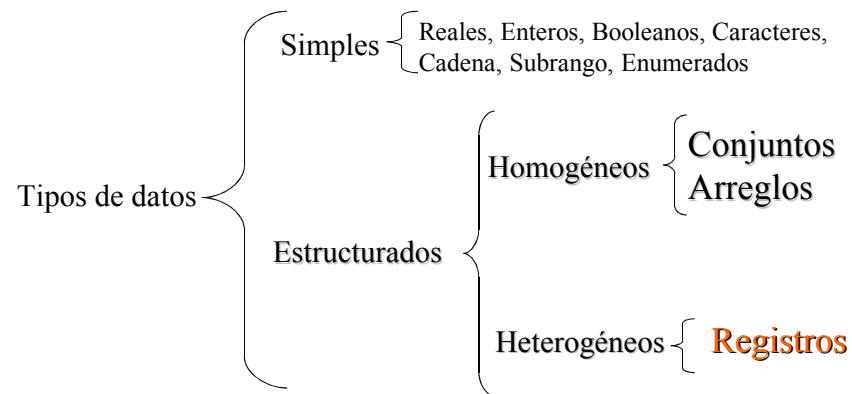 Tipos de datos
Simples
Reales, Enteros, Booleanos, Caracteres,
Cadena, Subrango, Enumerados
Estructurados
Homogéneos
Conjuntos
Arreglos
Heterogéneos
Registros